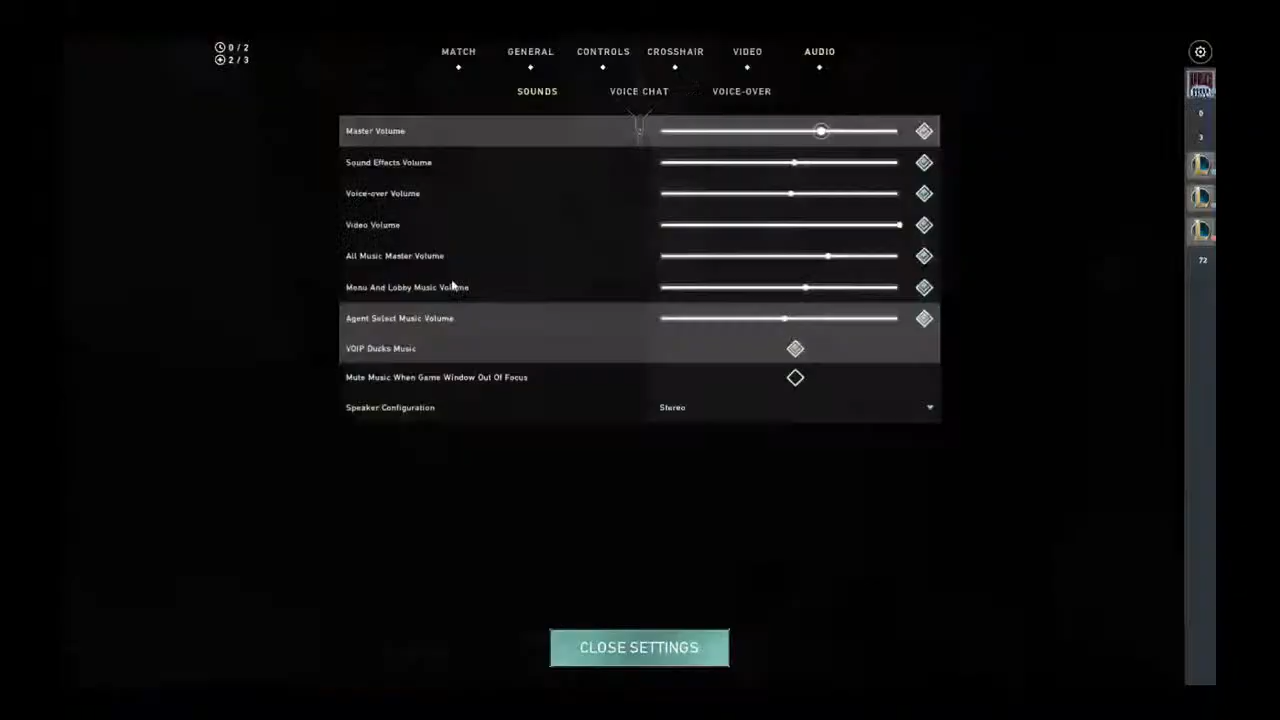 0 / 2
2 / 3
MATCH GENERAL CONTROLS CROSSHAIR VIDEO AUDIO
SOUNDS VOICE CHAT VOICE-OVER
Master Volume
Sound Effects Volume
Voice-over Volume
Video Volume
All Music Master Volume
Menu And Lobby Music Volume
Agent Select Music Volume
VOIP Ducks Music
Mute Music When Game Window Out Of Focus
Speaker Configuration Stereo
CLOSE SETTINGS
0
3
72